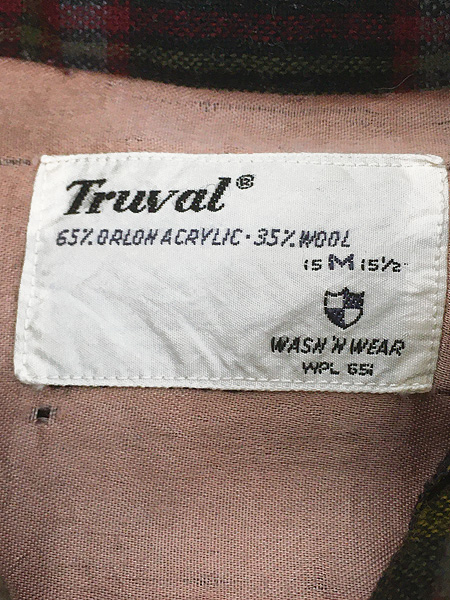 Truval®
65% ORLON ACRYLIC · 35% WOOL
15 M 15½
WASH 'N WEAR
WPL 651